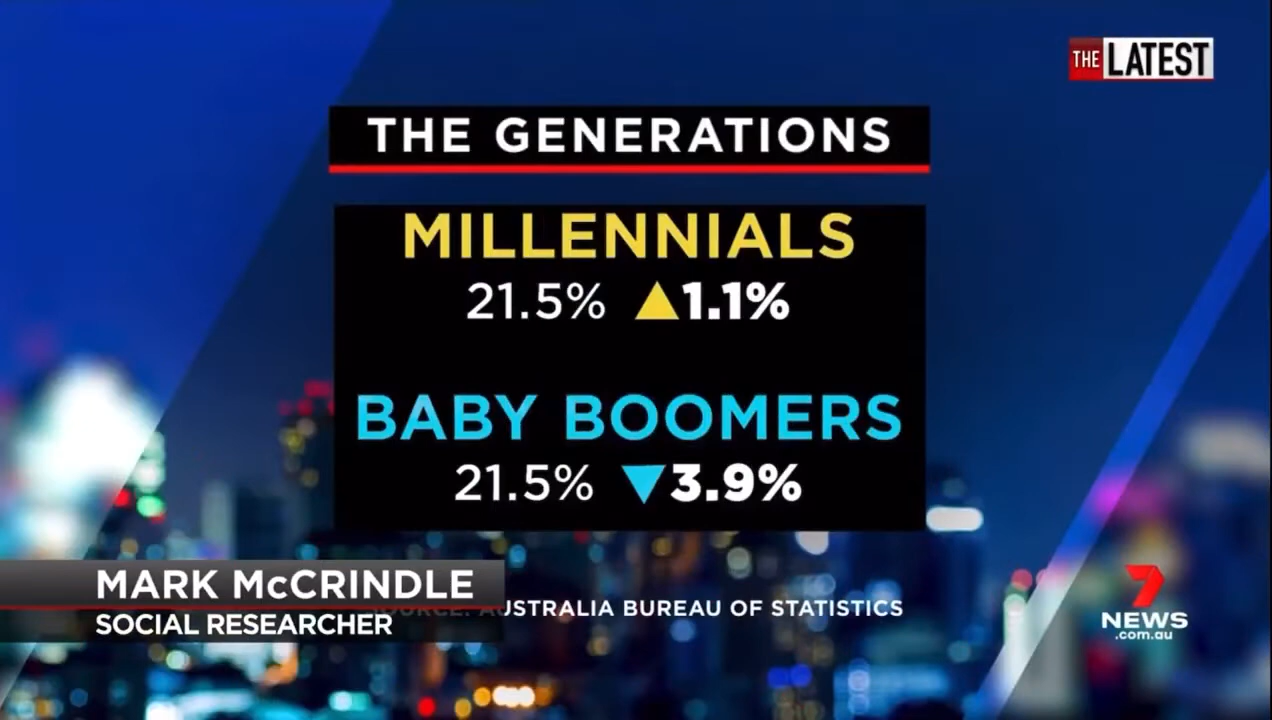 THE LATEST
THE GENERATIONS
MILLENNIALS
21.5% ▲1.1%
BABY BOOMERS
21.5% ▼3.9%
MARK McCRINDLE
SOCIAL RESEARCHER
AUSTRALIA BUREAU OF STATISTICS
7
NEWS
.com.au